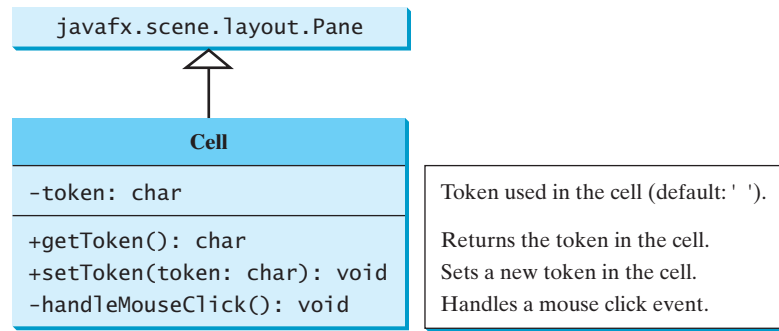 javafx.scene.layout.Pane
Cell
-token: char
+getToken(): char
+setToken(token: char): void
-handleMouseClick(): void
Token used in the cell (default: ' ').
Returns the token in the cell.
Sets a new token in the cell.
Handles a mouse click event.